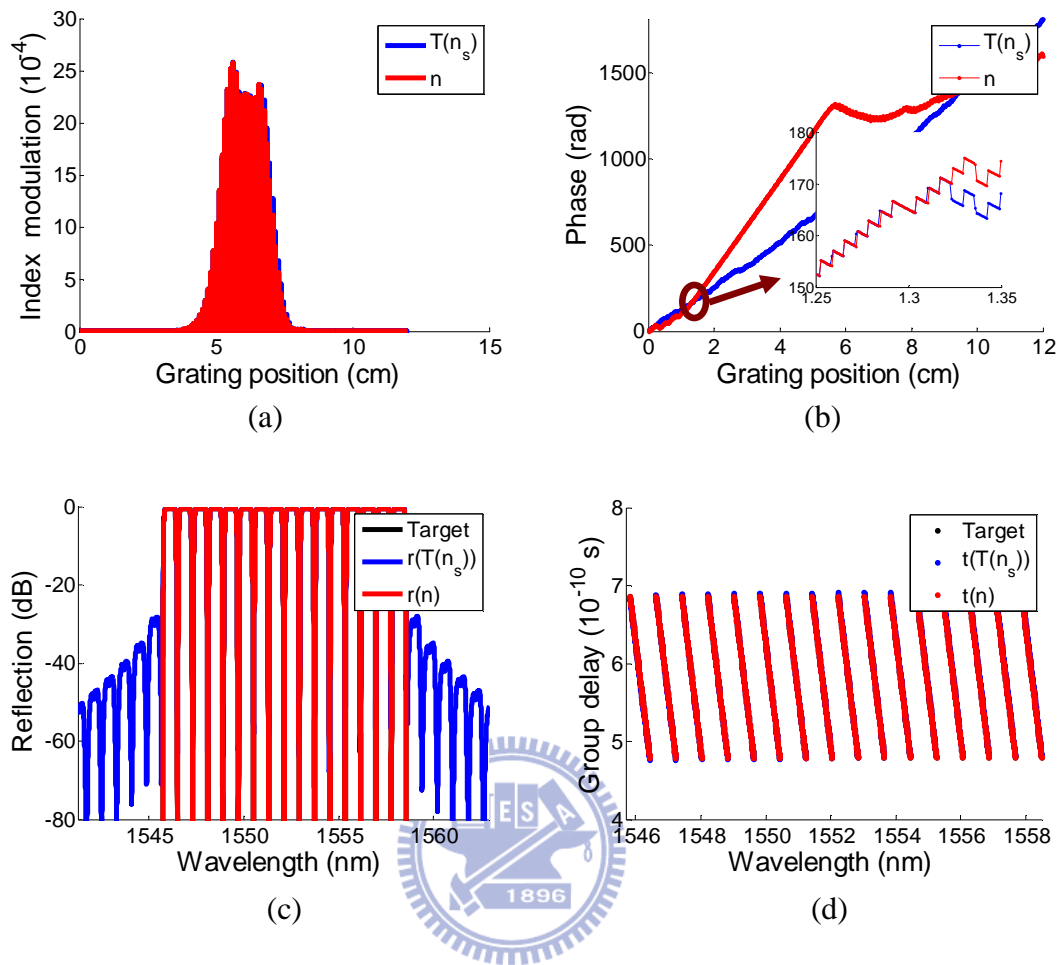 30
25
20
15
10
5
0
Index modulation (10^-4)
T(n_s)
n
0
5
10
15
Grating position (cm)
(a)
1500
1000
500
0
Phase (rad)
T(n_s)
n
180
170
160
150
1.25
1.3
1.35
0
2
4
6
8
10
12
Grating position (cm)
(b)
0
-20
-40
-60
-80
Reflection (dB)
Target
r(T(n_s))
r(n)
1545
1550
1555
1560
Wavelength (nm)
(c)
8
7
6
5
4
Group delay (10^-10 s)
Target
t(T(n_s))
t(n)
1546
1548
1550
1552
1554
1556
1558
Wavelength (nm)
(d)
E S A
1896